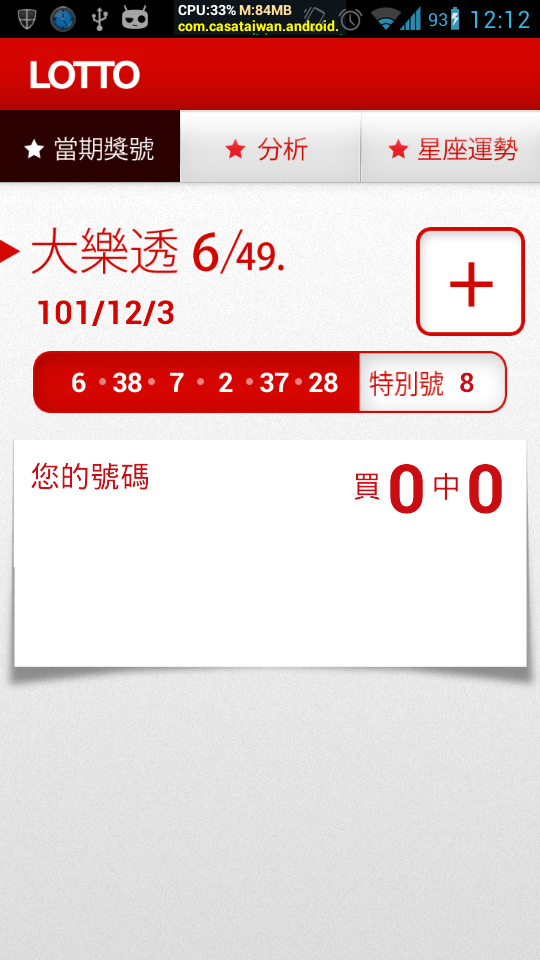 CPU:33% M:84MB
com.casataiwan.android.
93
12:12
LOTTO
當期獎號
分析
星座運勢
大樂透 6/49.
101/12/3
6 • 38 • 7 • 2 • 37 • 28 特別號 8
您的號碼
買 0 中 0